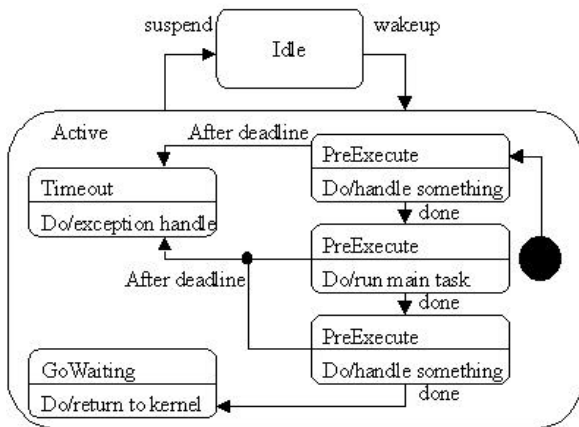 suspend
Idle
wakeup
Active
After deadline
PreExecute
Do/handle something
Timeout
Do/exception handle
done
PreExecute
Do/run main task
After deadline
done
PreExecute
Do/handle something
GoWaiting
Do/return to kernel
done